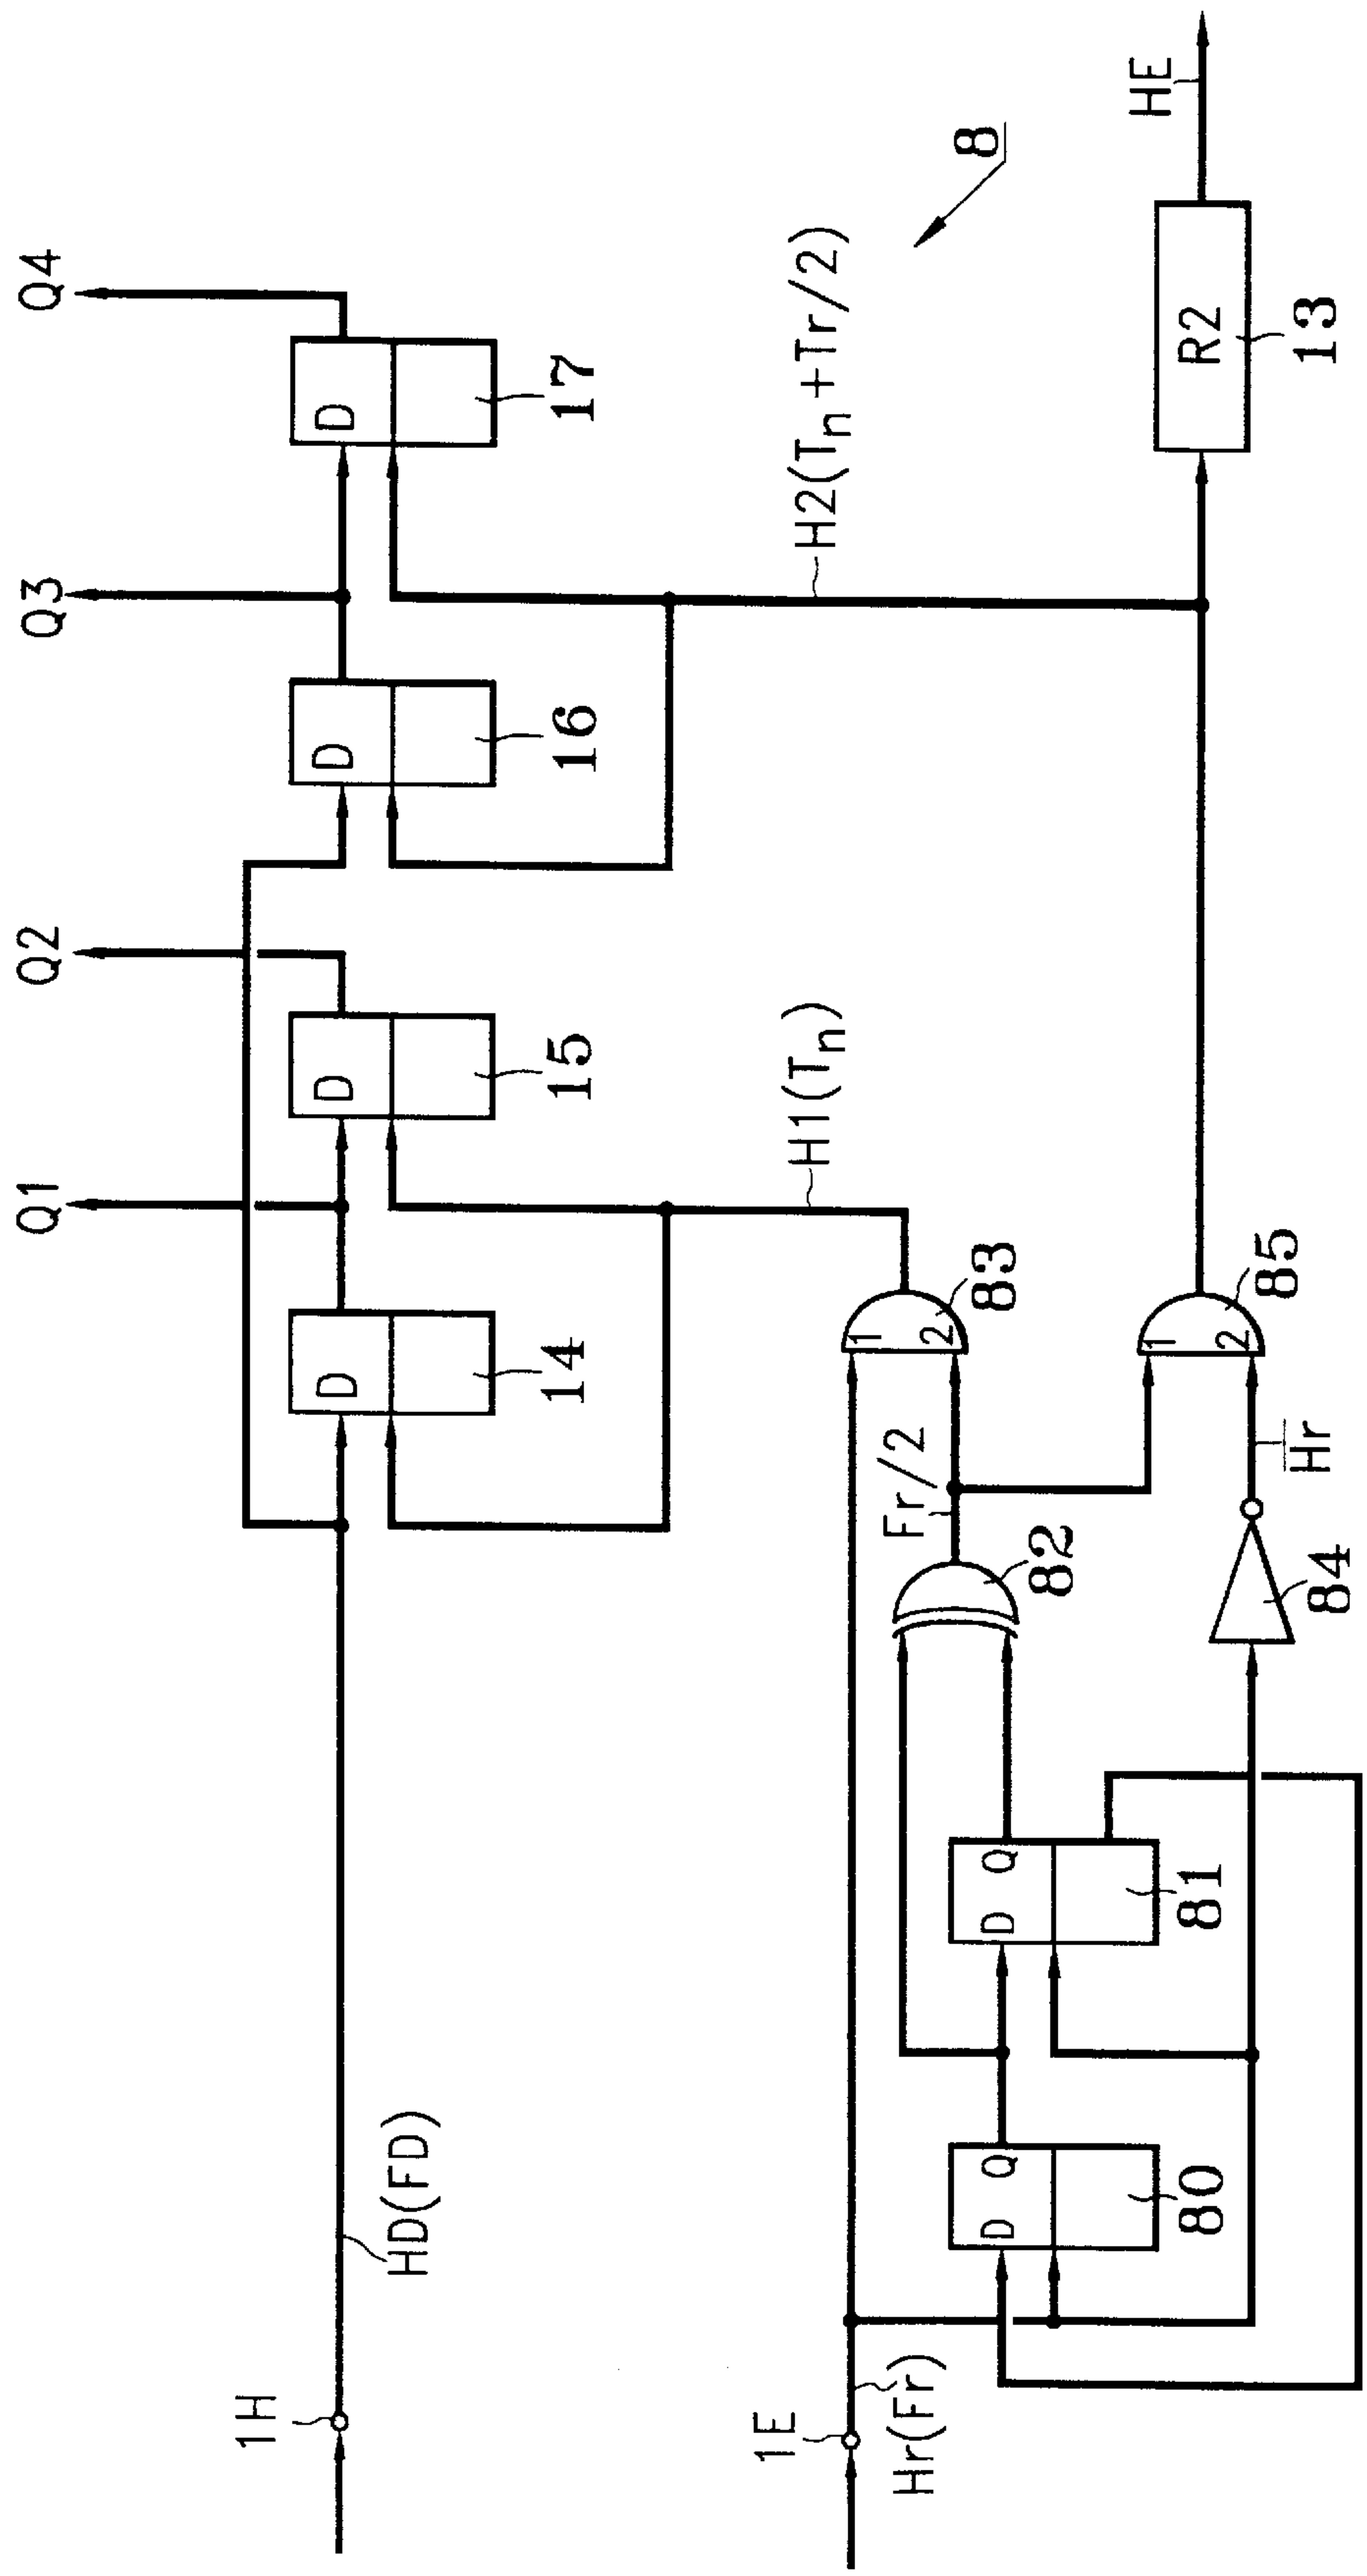 1H
HD(FD)
D
14
Q1
D
15
Q2
D
16
Q3
D
17
Q4
H1(Tn)
H2(Tn+Tr/2)
8
1E
Hr(Fr)
D Q
80
D Q
81
82
Fr/2
1
2
83
84
H̅r̅
1
2
85
R2
13
HE